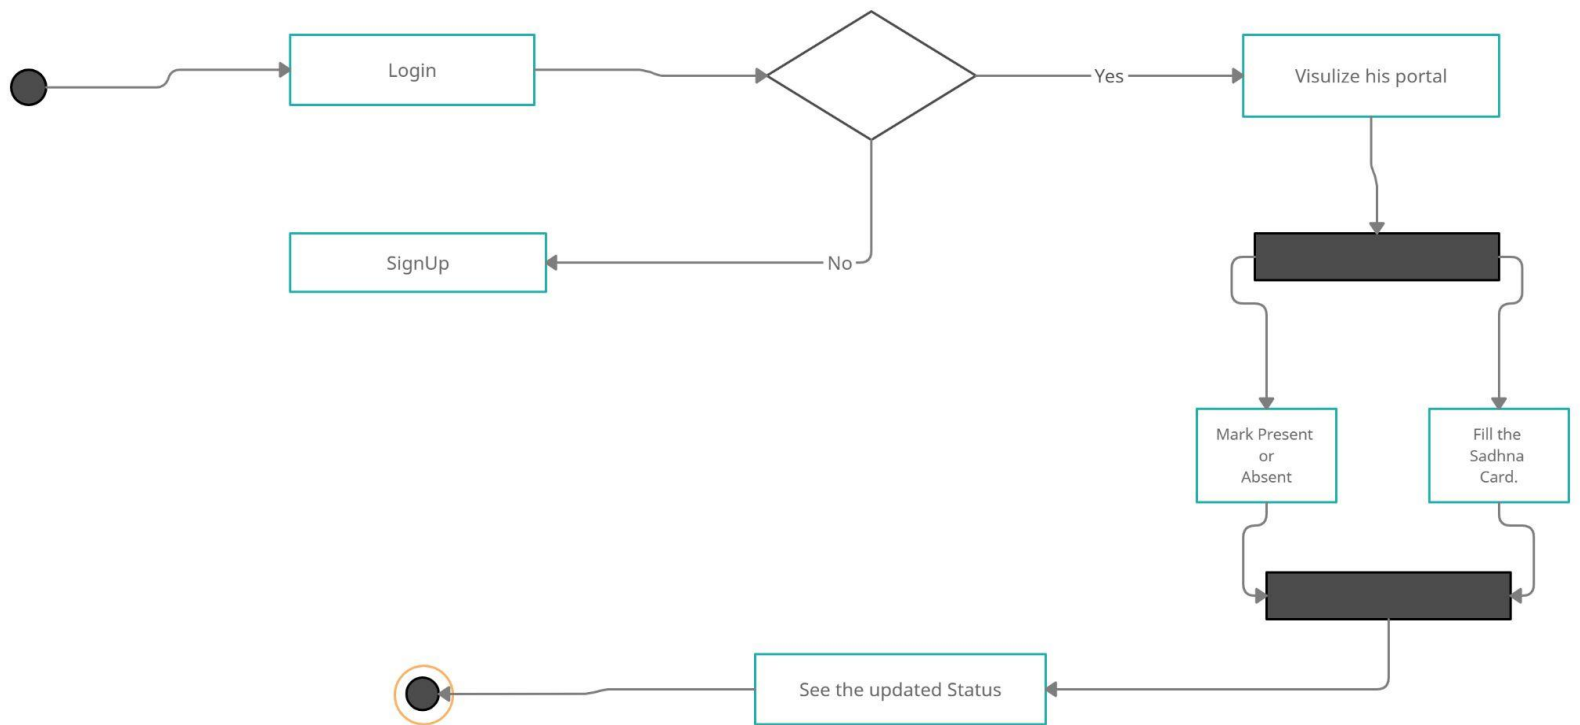 Login
Yes
Visulize his portal
SignUp
No
Mark Present
or
Absent
Fill the
Sadhna
Card.
See the updated Status